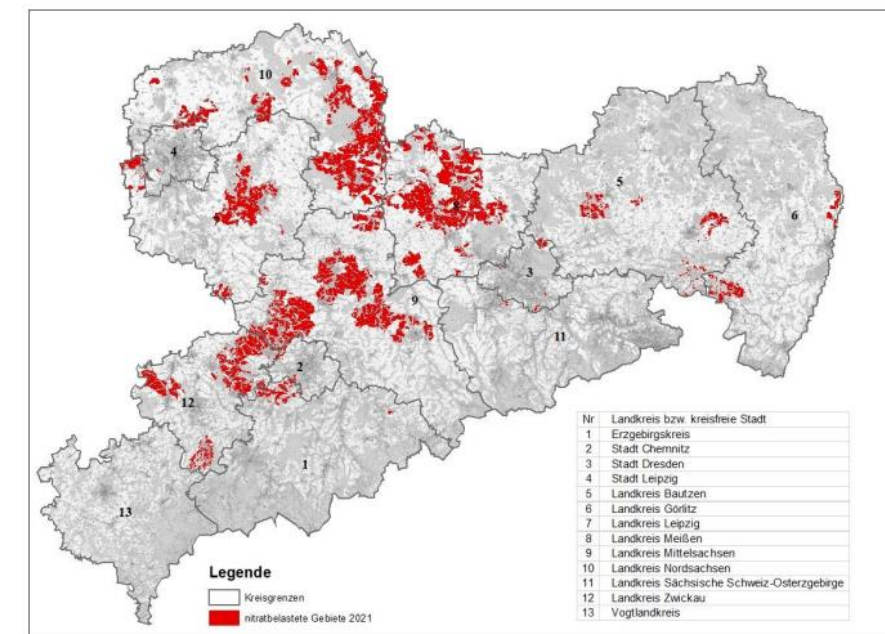 10
4
5
6
8
3
9
11
2
12
1
13
Nr Landkreis bzw. kreisfreie Stadt
1 Erzgebirgskreis
2 Stadt Chemnitz
3 Stadt Dresden
4 Stadt Leipzig
5 Landkreis Bautzen
6 Landkreis Görlitz
7 Landkreis Leipzig
8 Landkreis Meißen
9 Landkreis Mittelsachsen
10 Landkreis Nordsachsen
11 Landkreis Sächsische Schweiz-Osterzgebirge
12 Landkreis Zwickau
13 Vogtlandkreis
Legende
Kreisgrenzen
nitratbelastete Gebiete 2021